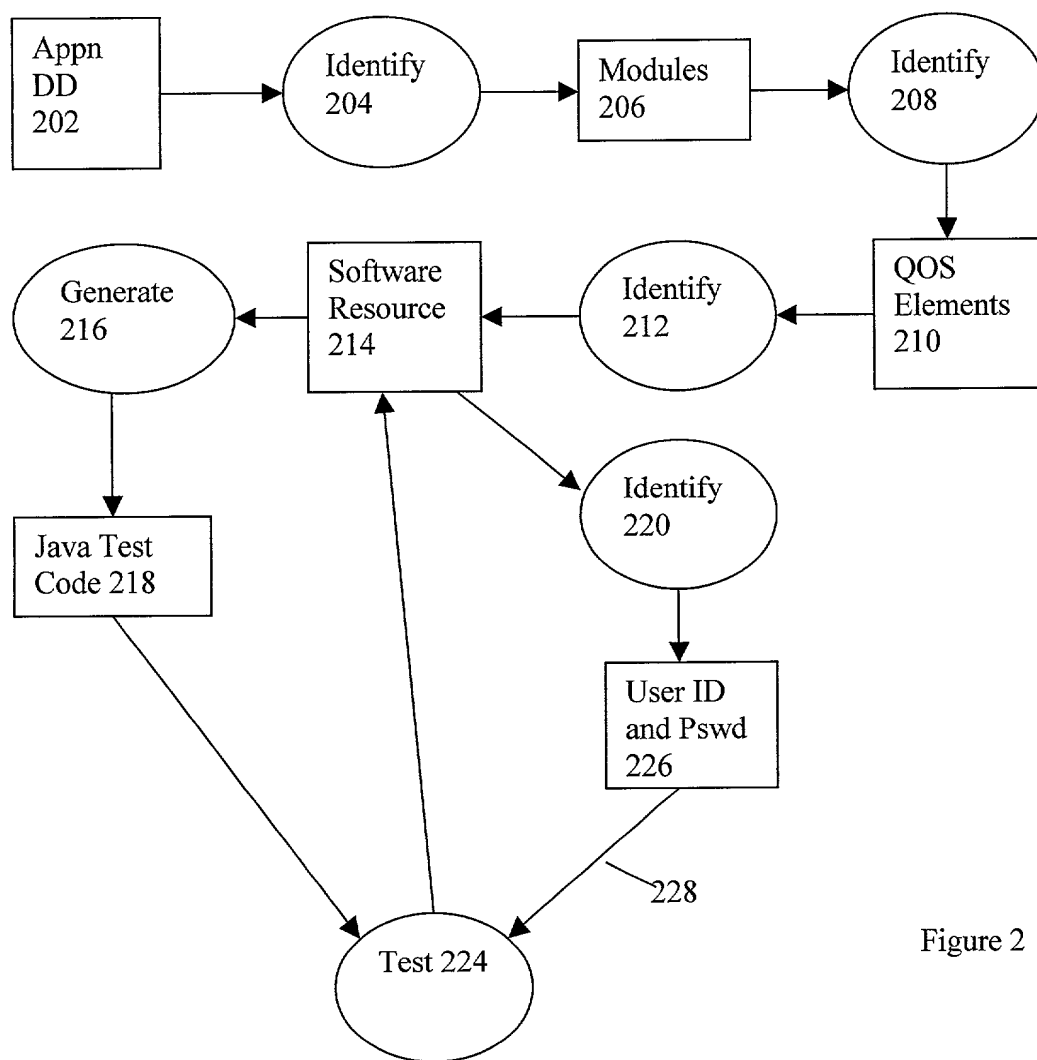 Appn
DD
202
Identify
204
Modules
206
Identify
208
Generate
216
Software
Resource
214
Identify
212
QOS
Elements
210
Identify
220
Java Test
Code 218
User ID
and Pswd
226
228
Test 224
Figure 2